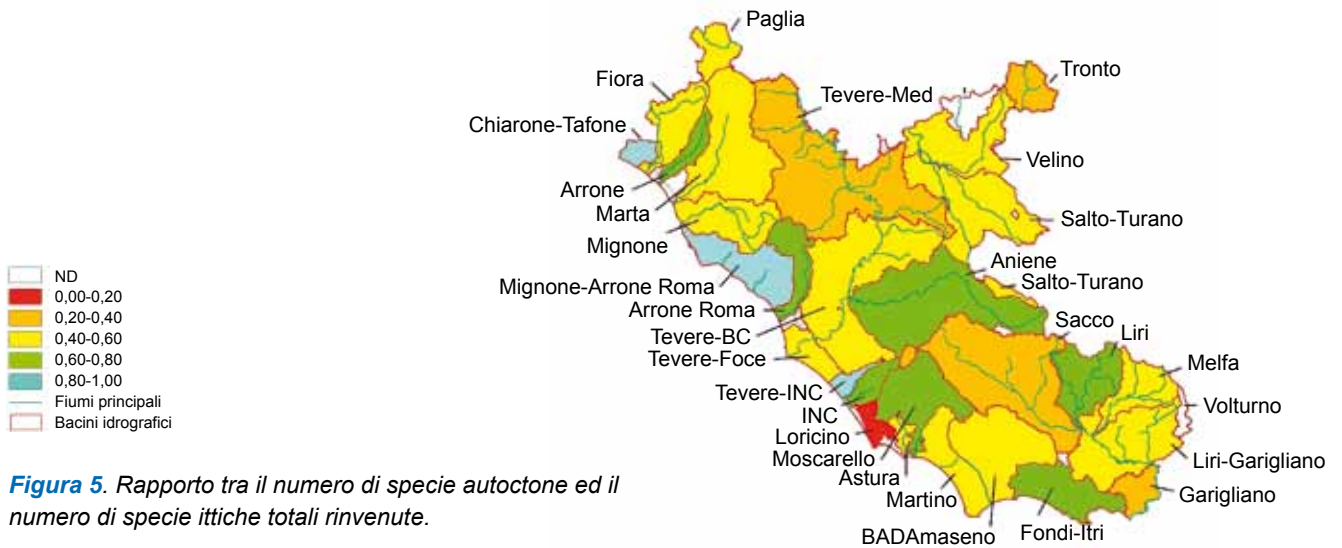 Paglia
Fiora
Tronto
Tevere-Med
Chiarone-Tafone
Velino
Arrone
Marta
Salto-Turano
Mignone
Aniene
Mignone-Arrone Roma
Salto-Turano
Arrone Roma
Sacco
Liri
Tevere-BC
Tevere-Foce
Melfa
Tevere-INC
Volturno
INC
Loricino
Moscarello
Liri-Garigliano
Astura
Garigliano
Martino
BADAmaseno
Fondi-Itri
ND
0,00-0,20
0,20-0,40
0,40-0,60
0,60-0,80
0,80-1,00
Fiumi principali
Bacini idrografici
Figura 5. Rapporto tra il numero di specie autoctone ed il
numero di specie ittiche totali rinvenute.